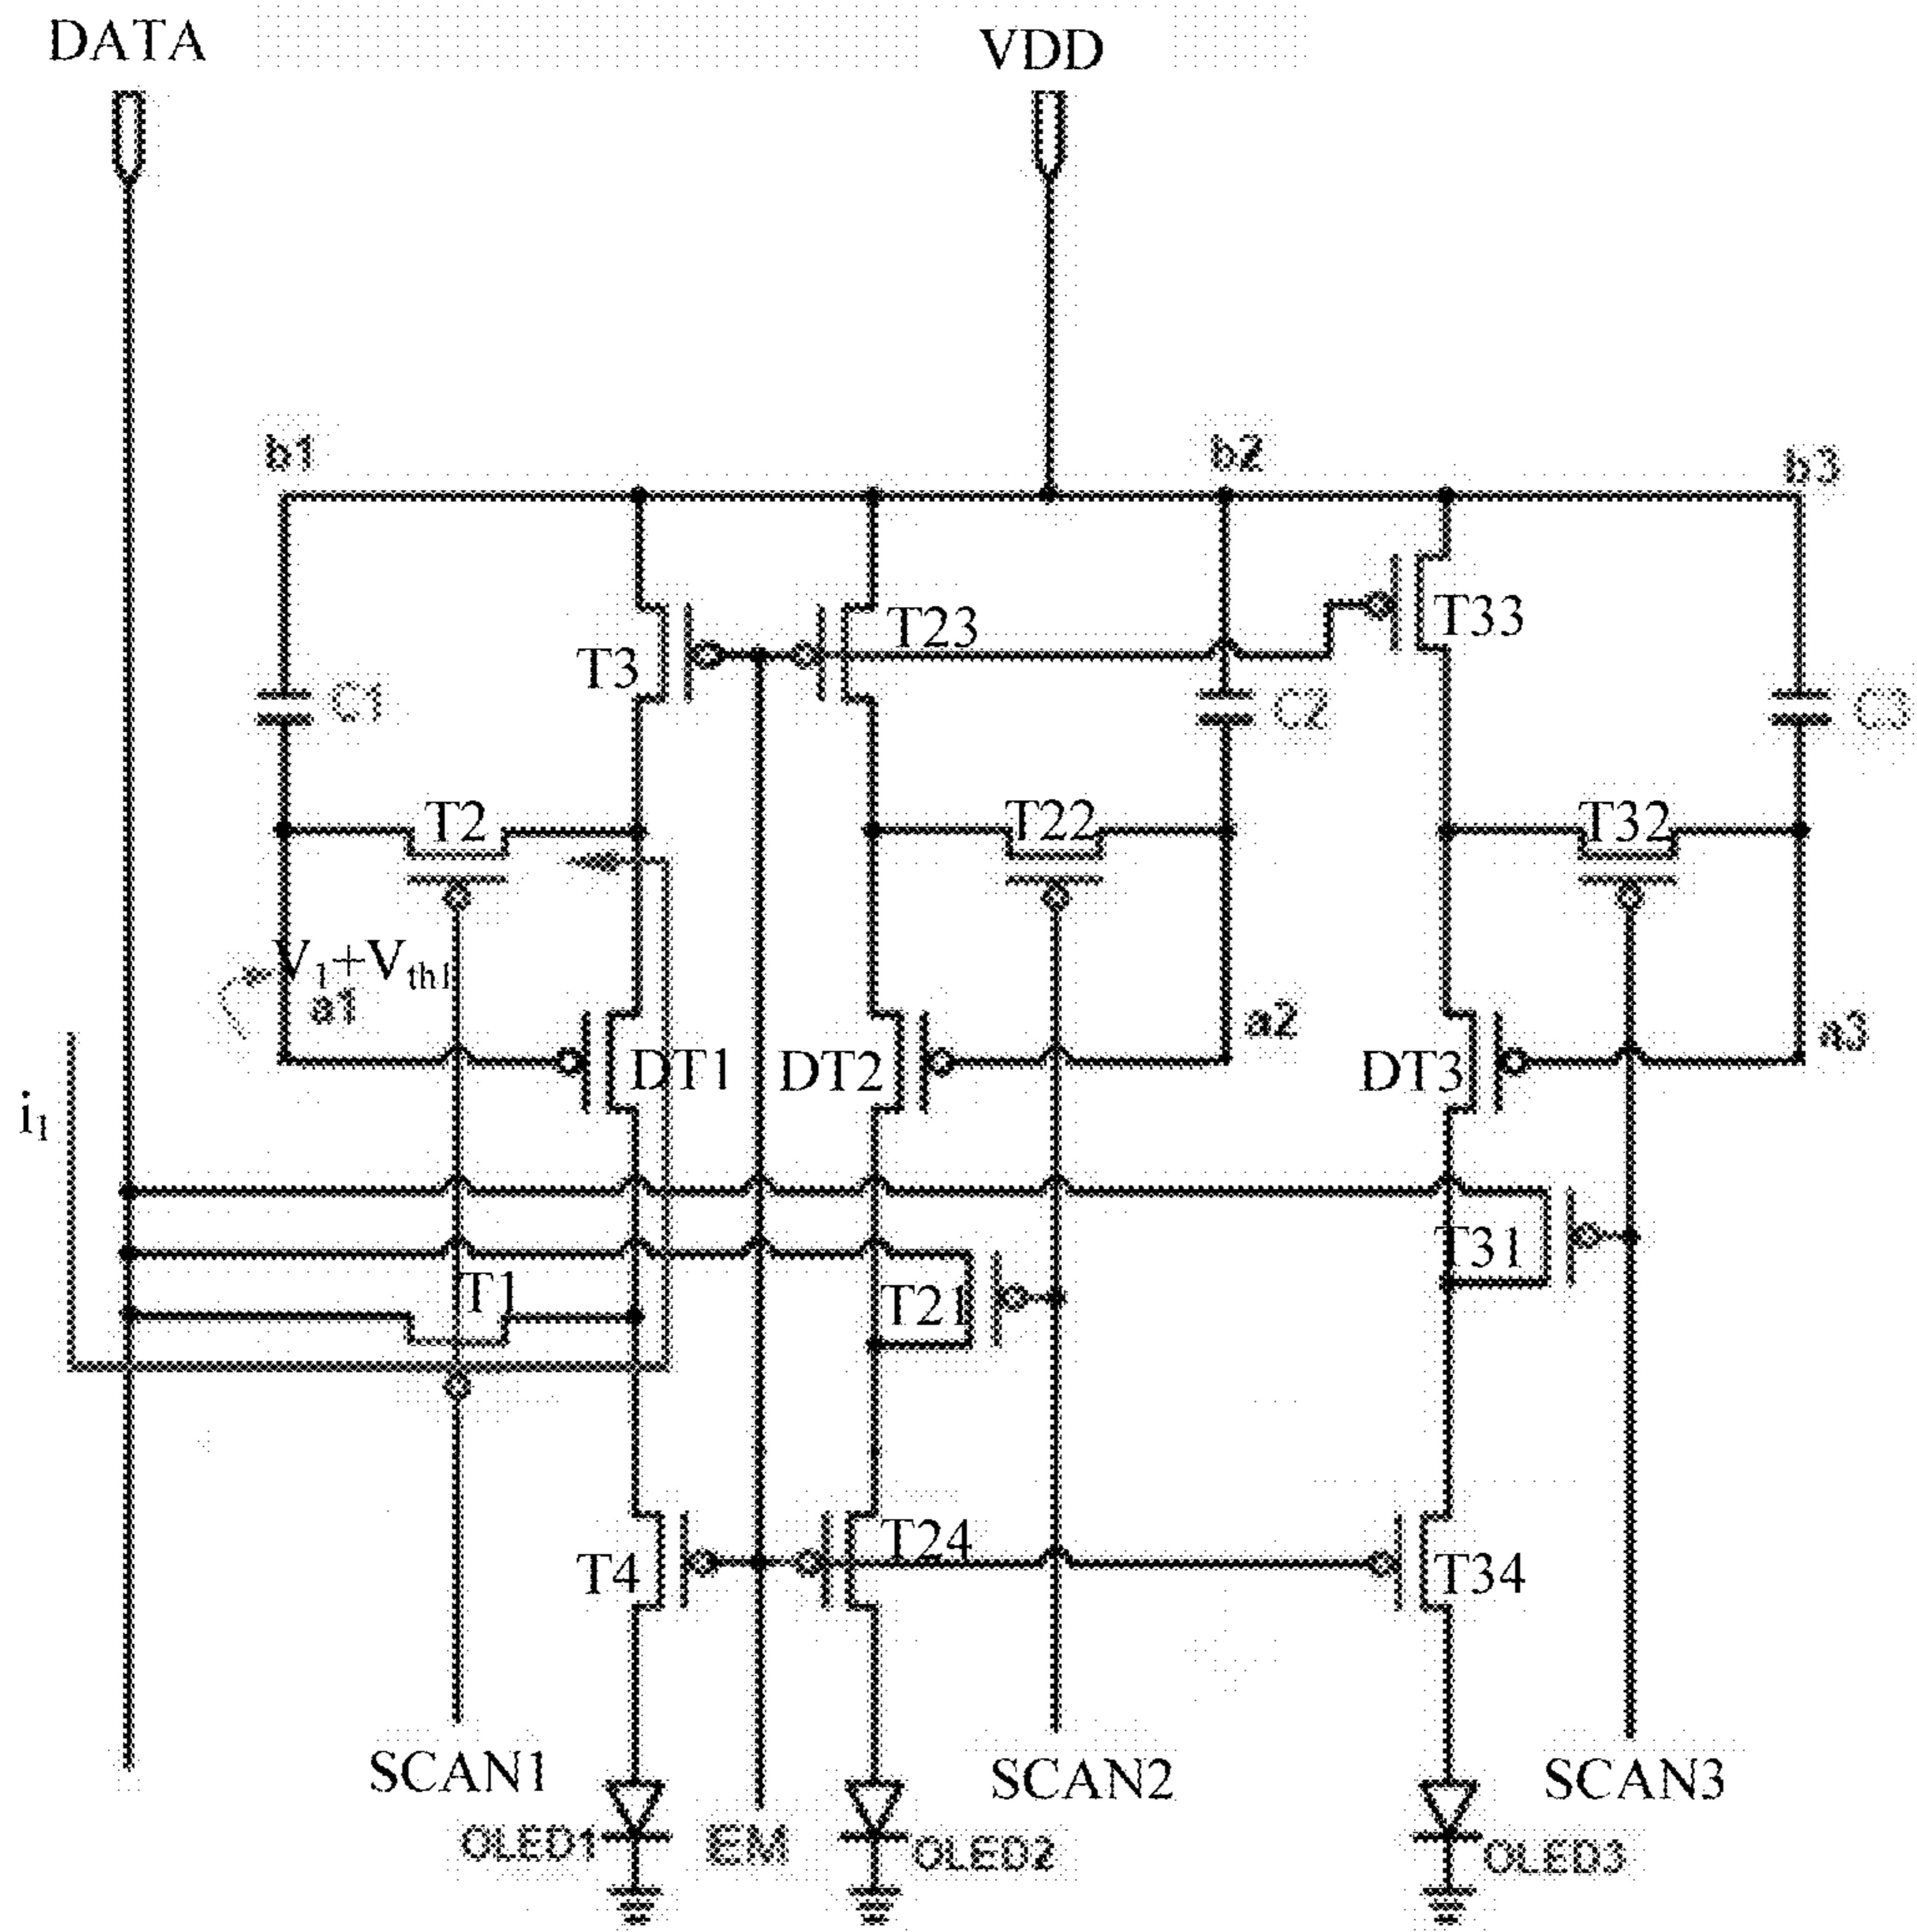 DATA
VDD
b1
b2
b3
T3
T23
T33
C1
C2
C3
T2
T22
T32
V₁+Vth1
a1
a2
a3
DT1
DT2
DT3
i₁
T1
T21
T31
T4
T24
T34
SCAN1
SCAN2
SCAN3
OLED1
EM
OLED2
OLED3